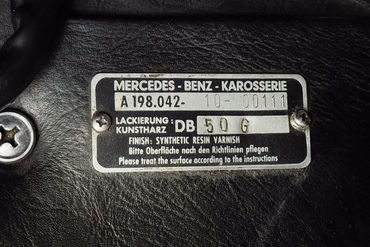 MERCEDES-BENZ-KAROSSERIE
A 198.042- 10-00111
LACKIERUNG:
KUNSTHARZ DB 50 G
FINISH: SYNTHETIC RESIN VARNISH
Bitte Oberfläche nach den Richtlinien pflegen
Please treat the surface according to the instructions